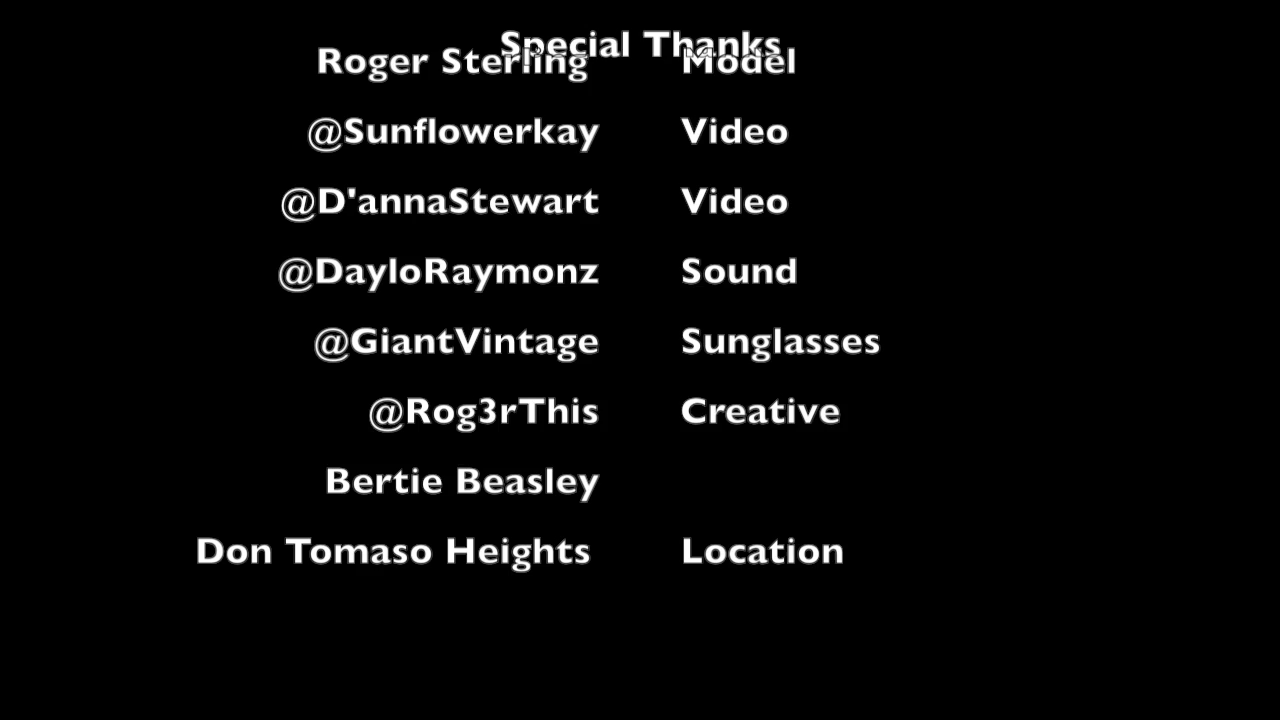 Special Thanks
Roger Sterling Model
@Sunflowerkay Video
@D'annaStewart Video
@DayloRaymonz Sound
@GiantVintage Sunglasses
@Rog3rThis Creative
Bertie Beasley
Don Tomaso Heights Location